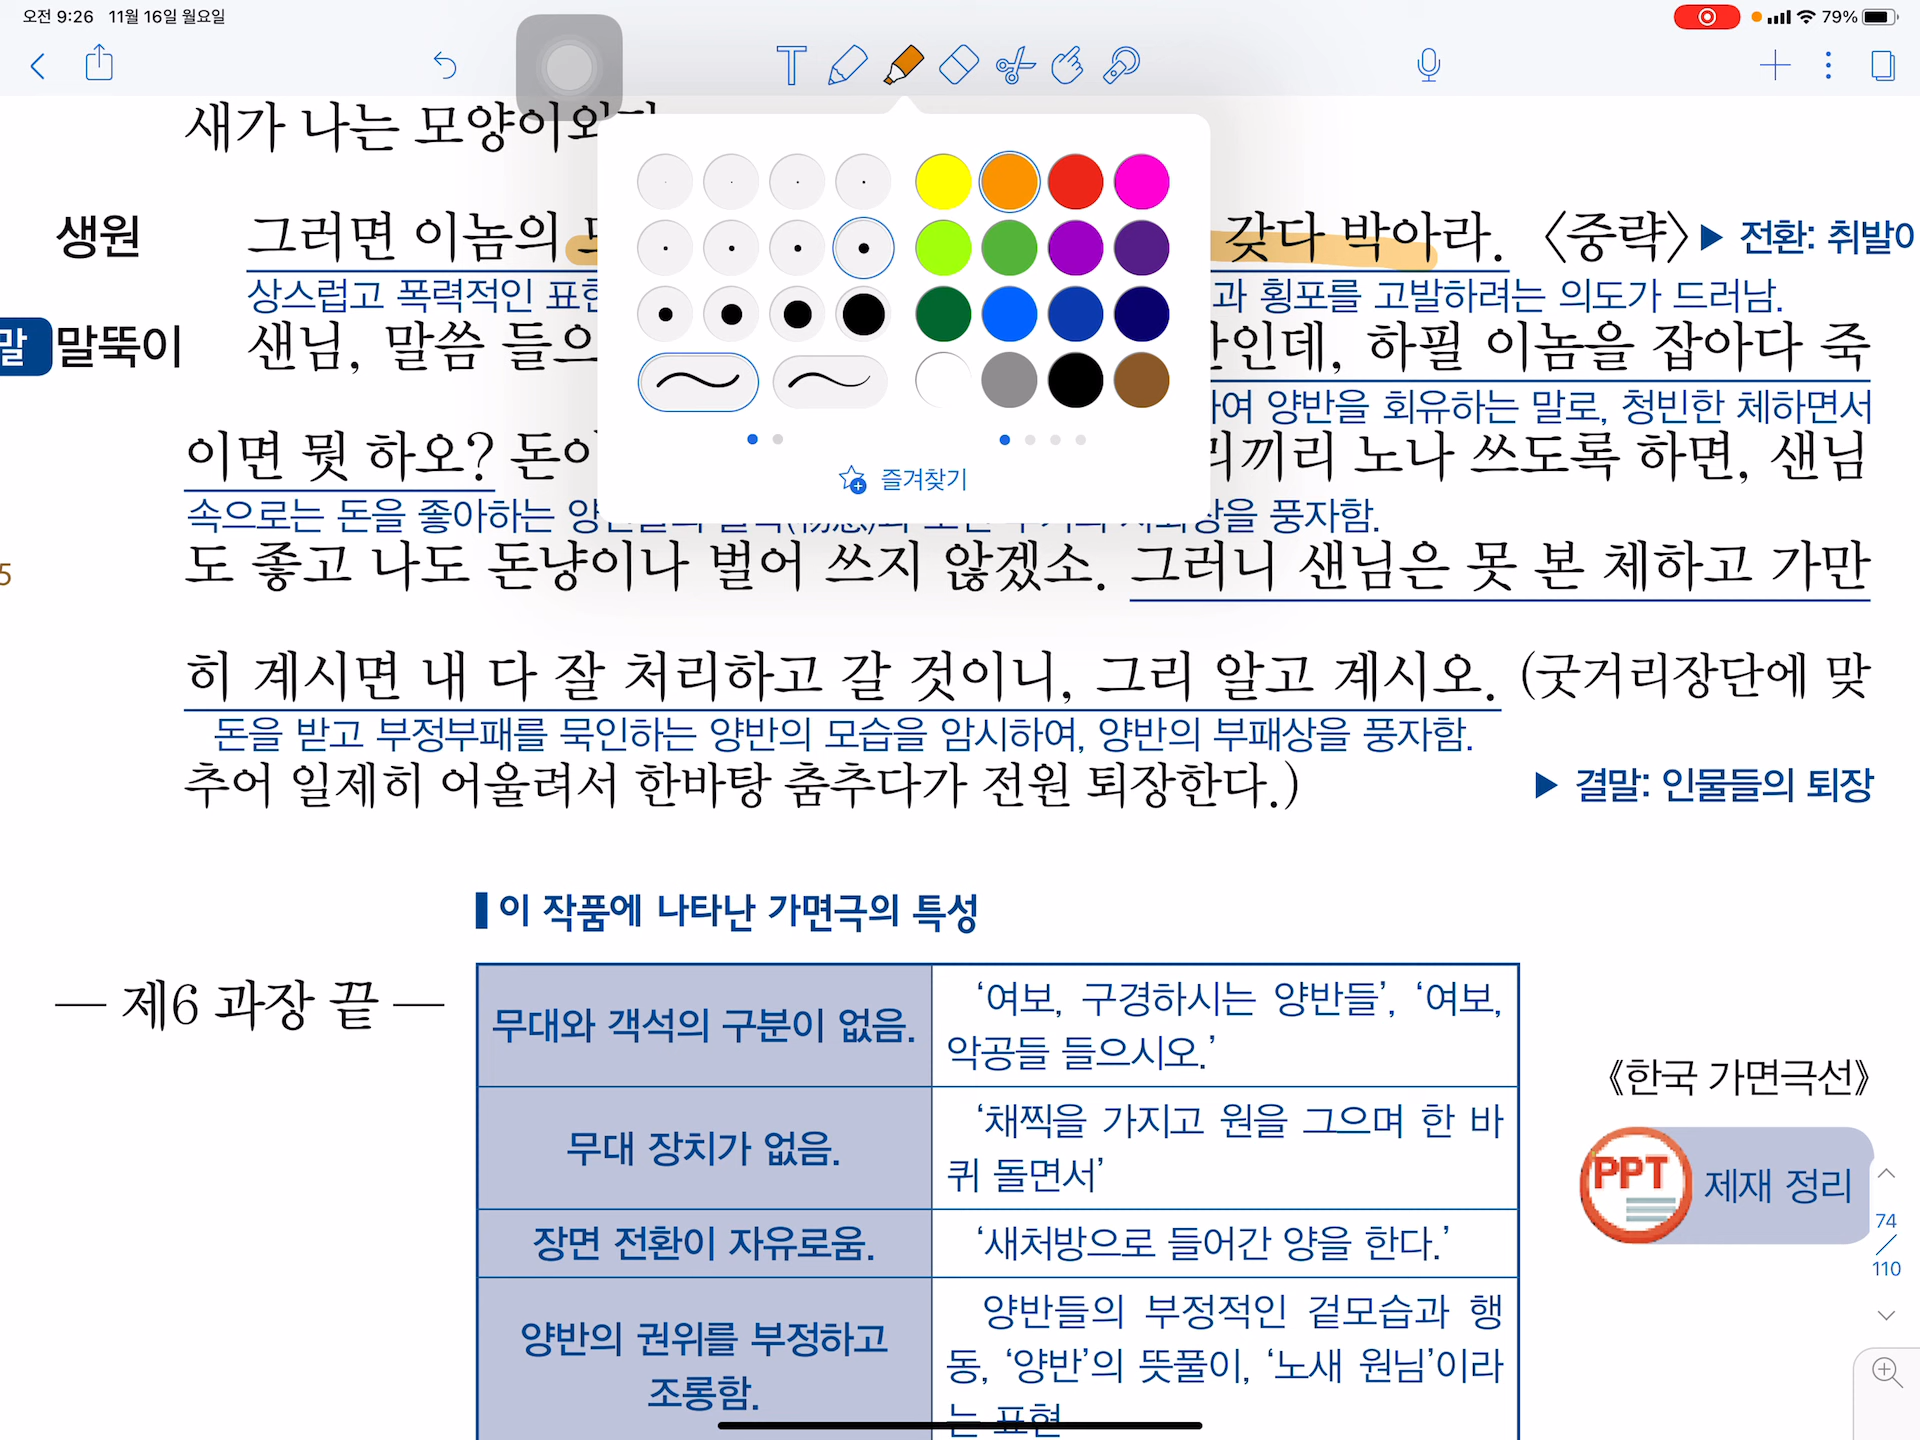 오전 9:26 11월 16일 월요일
79%
새가 나는 모양이
생원 그러면 이놈의 갖다 박아라. 〈중략〉 ▶ 전환: 취발이
상스럽고 폭력적인 과 횡포를 고발하려는 의도가 드러남.
말 말뚝이 샌님, 말씀 인데, 하필 이놈을 잡아다 죽
여 양반을 회유하는 말로, 청빈한 체하면서
이면 뭣 하오? 끼리 노나 쓰도록 하면, 샌님
속으로는 돈을 좋아하는 풍자함.
5 도 좋고 나도 돈냥이나 벌어 쓰지 않겠소. 그러니 샌님은 못 본 체하고 가만
히 계시면 내 다 잘 처리하고 갈 것이니, 그리 알고 계시오. (굿거리장단에 맞
돈을 받고 부정부패를 묵인하는 양반의 모습을 암시하여, 양반의 부패상을 풍자함.
추어 일제히 어울려서 한바탕 춤추다가 전원 퇴장한다.) ▶ 결말: 인물들의 퇴장
즐겨찾기
이 작품에 나타난 가면극의 특성
— 제6 과장 끝 —
무대와 객석의 구분이 없음.
‘여보, 구경하시는 양반들’, ‘여보,
악공들 들으시오.’
무대 장치가 없음.
‘채찍을 가지고 원을 그으며 한 바
퀴 돌면서’
장면 전환이 자유로움.
‘새처방으로 들어간 양을 한다.’
양반의 권위를 부정하고
조롱함.
양반들의 부정적인 겉모습과 행
동, ‘양반’의 뜻풀이, ‘노새 원님’이라
는 표현
《한국 가면극선》
PPT 제재 정리
74
110